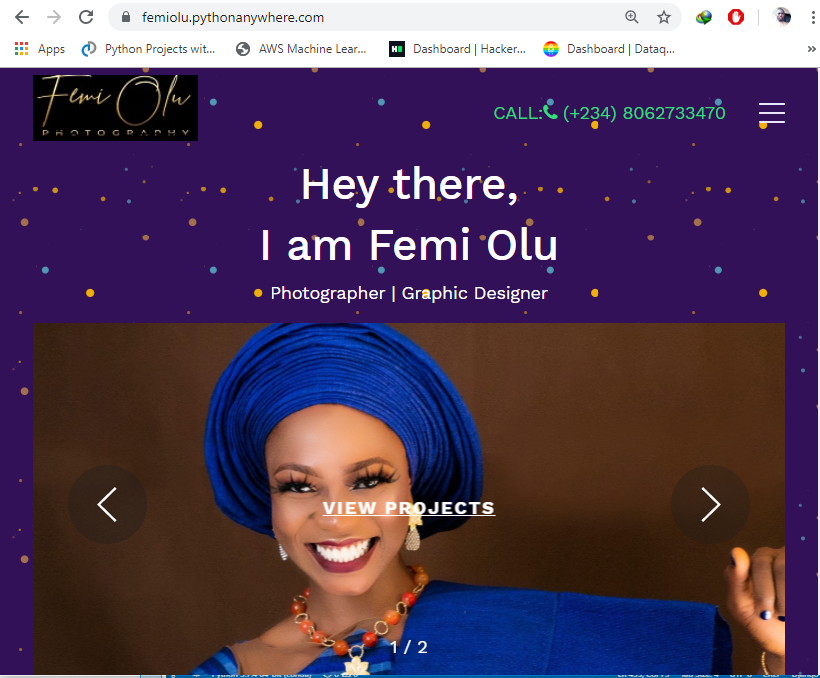 femiolu.pythonanywhere.com
Apps Python Projects wit... AWS Machine Lear... Dashboard | Hacker... Dashboard | Dataq... »
Femi Olu
PHOTOGRAPHY
CALL: (+234) 8062733470
Hey there,
I am Femi Olu
Photographer | Graphic Designer
VIEW PROJECTS
1 / 2